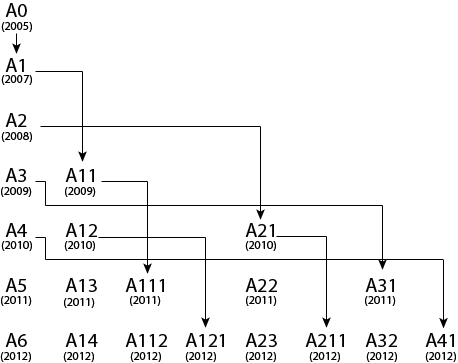 A0
(2005)
A1
(2007)
A2
(2008)
A3 A11
(2009) (2009)
A4 A12 A21
(2010) (2010) (2010)
A5 A13 A111 A22 A31
(2011) (2011) (2011) (2011) (2011)
A6 A14 A112 A121 A23 A211 A32 A41
(2012) (2012) (2012) (2012) (2012) (2012) (2012) (2012)